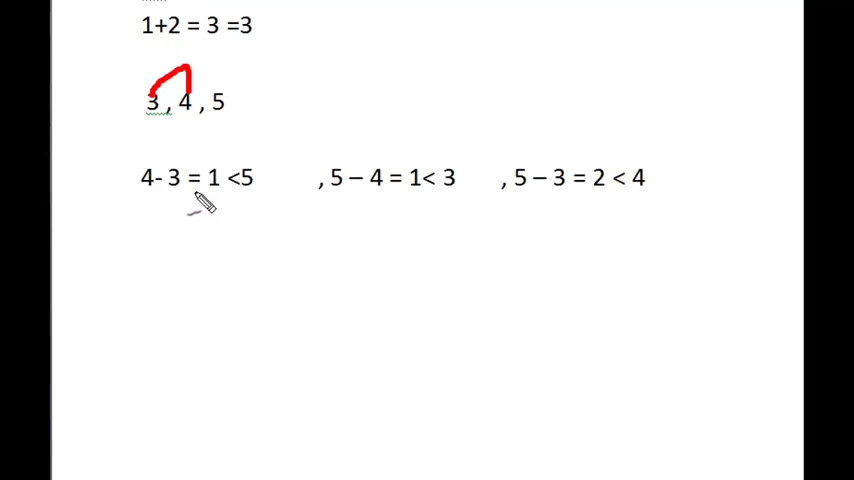 1+2 = 3 =3
3 , 4 , 5
4- 3 = 1 <5 , 5 – 4 = 1< 3 , 5 – 3 = 2 < 4